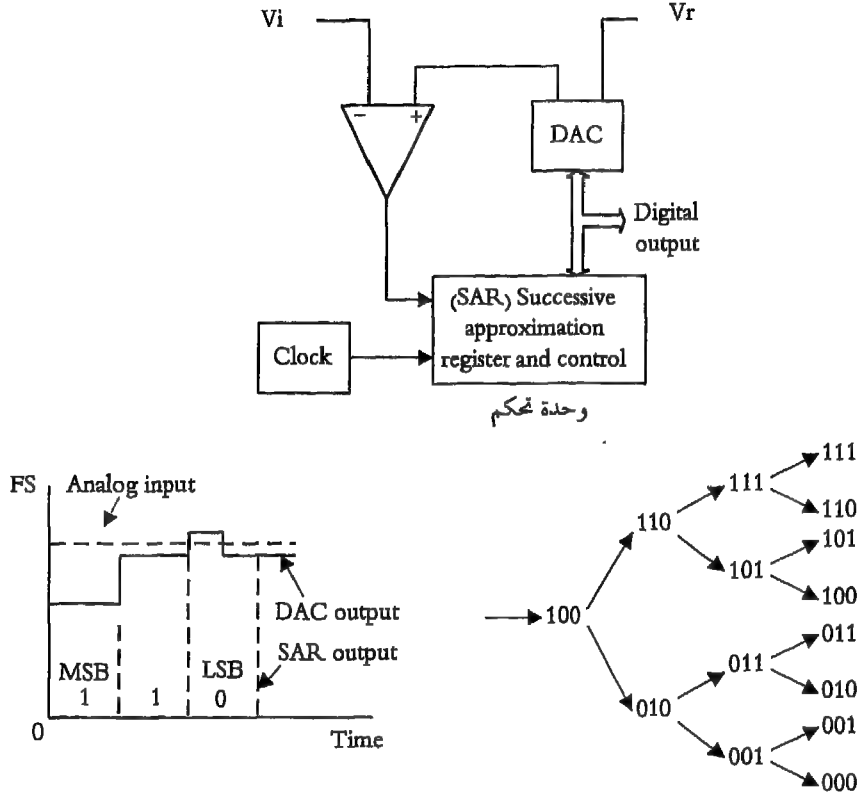 Vi
Vr
- +
DAC
Digital
output
(SAR) Successive
approximation
register and control
Clock
وحدة تحكم
FS
Analog input
DAC output
SAR output
MSB
1
1
LSB
0
0
Time
100
110
010
111
101
011
001
111
110
101
100
011
010
001
000